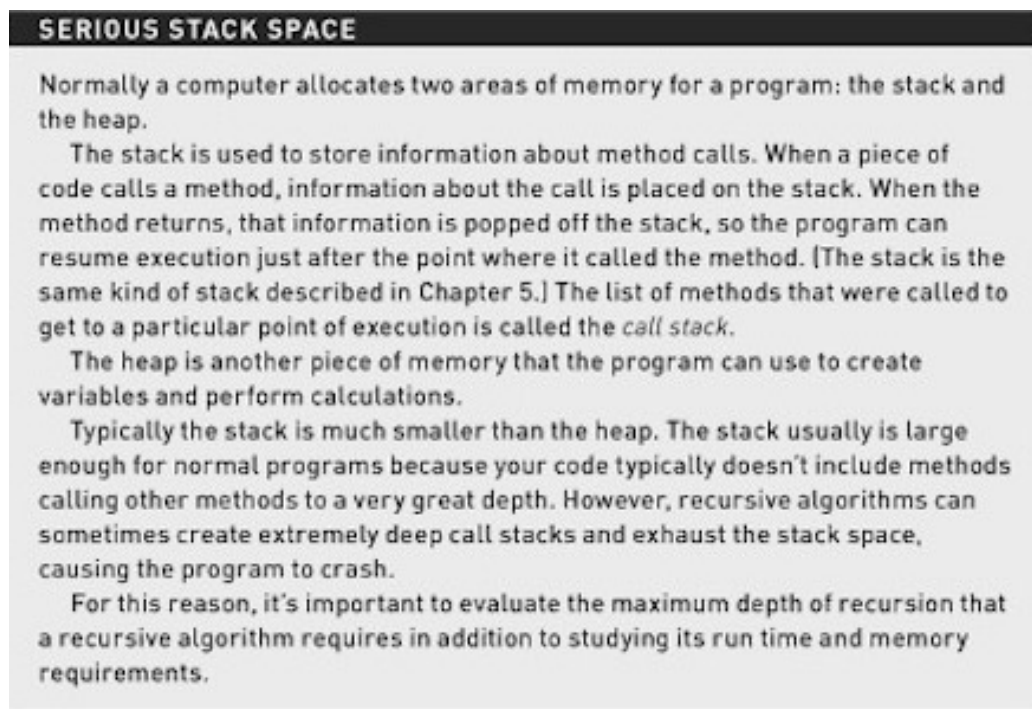 SERIOUS STACK SPACE
Normally a computer allocates two areas of memory for a program: the stack and
the heap.
The stack is used to store information about method calls. When a piece of
code calls a method, information about the call is placed on the stack. When the
method returns, that information is popped off the stack, so the program can
resume execution just after the point where it called the method. (The stack is the
same kind of stack described in Chapter 5.) The list of methods that were called to
get to a particular point of execution is called the call stack.
The heap is another piece of memory that the program can use to create
variables and perform calculations.
Typically the stack is much smaller than the heap. The stack usually is large
enough for normal programs because your code typically doesn't include methods
calling other methods to a very great depth. However, recursive algorithms can
sometimes create extremely deep call stacks and exhaust the stack space,
causing the program to crash.
For this reason, it's important to evaluate the maximum depth of recursion that
a recursive algorithm requires in addition to studying its run time and memory
requirements.